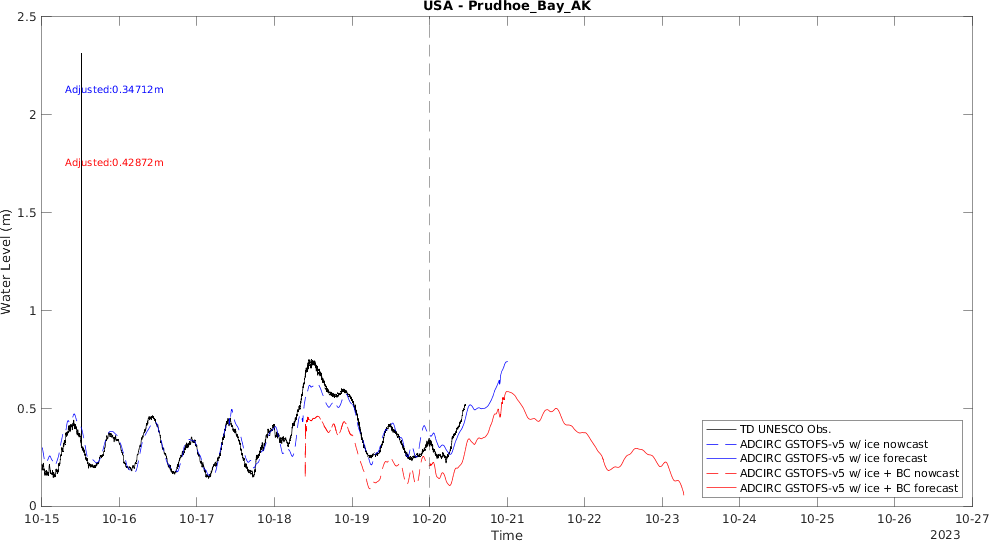 USA - Prudhoe_Bay_AK
2.5
2
1.5
1
0.5
0
Water Level (m)
Adjusted:0.34712m
Adjusted:0.42872m
TD UNESCO Obs.
ADCIRC GSTOFS-v5 w/ ice nowcast
ADCIRC GSTOFS-v5 w/ ice forecast
ADCIRC GSTOFS-v5 w/ ice + BC nowcast
ADCIRC GSTOFS-v5 w/ ice + BC forecast
10-15 10-16 10-17 10-18 10-19 10-20 10-21 10-22 10-23 10-24 10-25 10-26 10-27
Time
2023